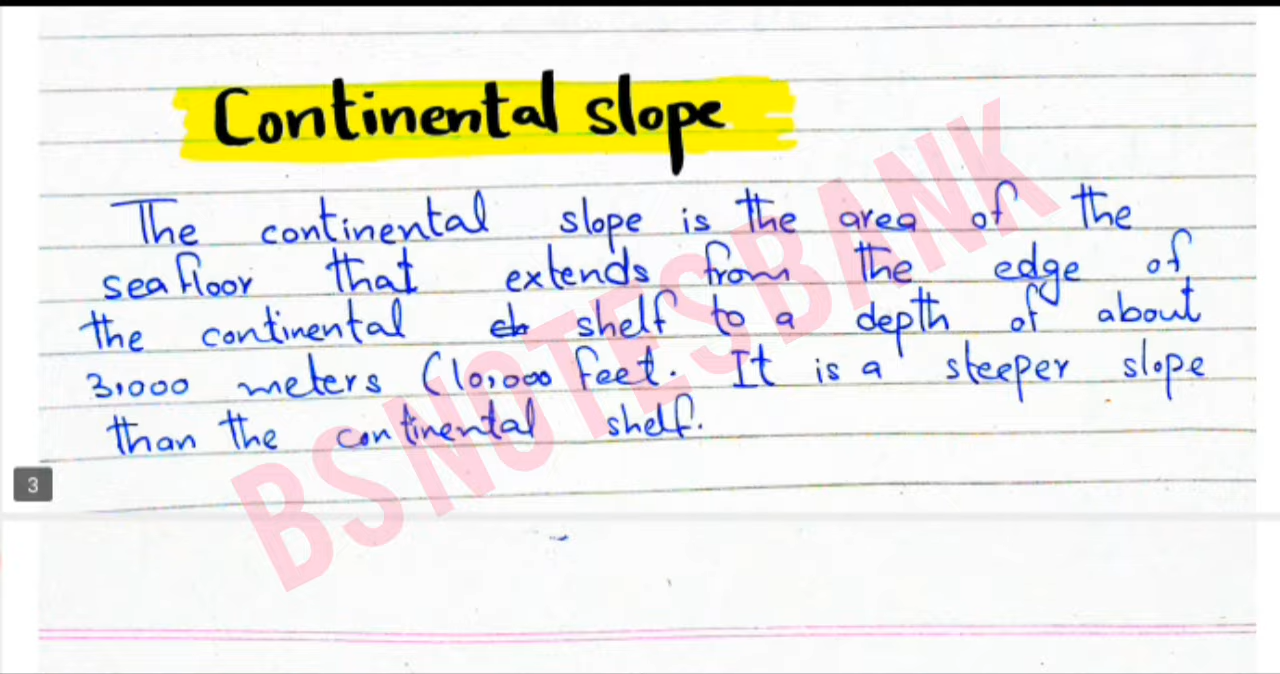 Continental slope
The continental slope is the area of the
seafloor that extends from the edge of
the continental shelf to a depth of about
3,000 meters (10,000 feet. It is a steeper slope
than the continental shelf.
3
BSNOTESBANK